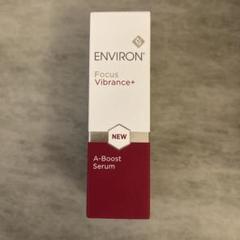 ENVIRON®
Focus
Vibrance+
NEW
A-Boost
Serum